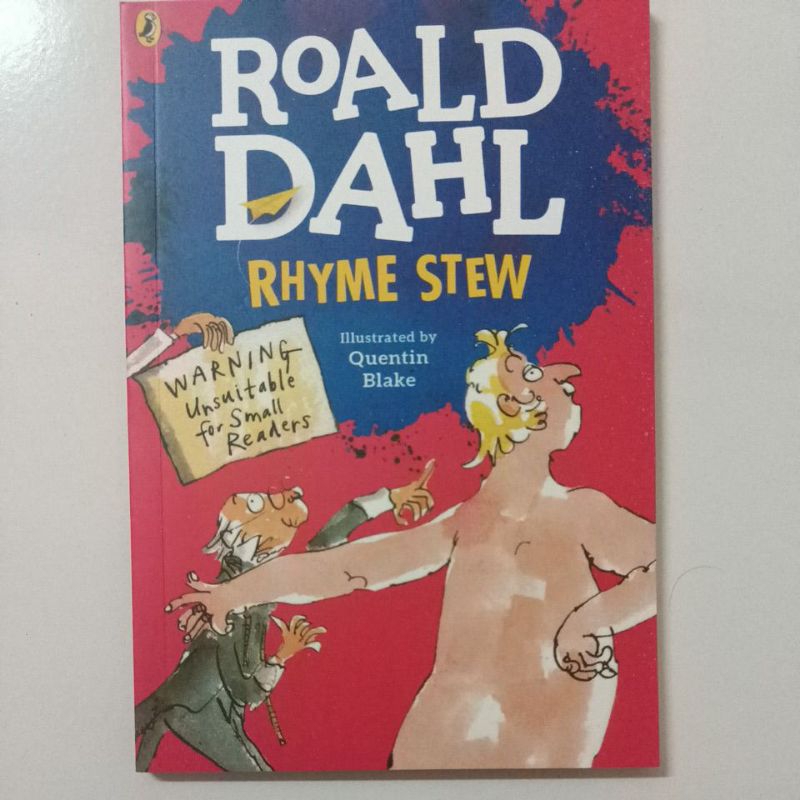 ROALD
DAHL
RHYME STEW
Illustrated by
Quentin
Blake
WARNING
Unsuitable
for Small
Readers